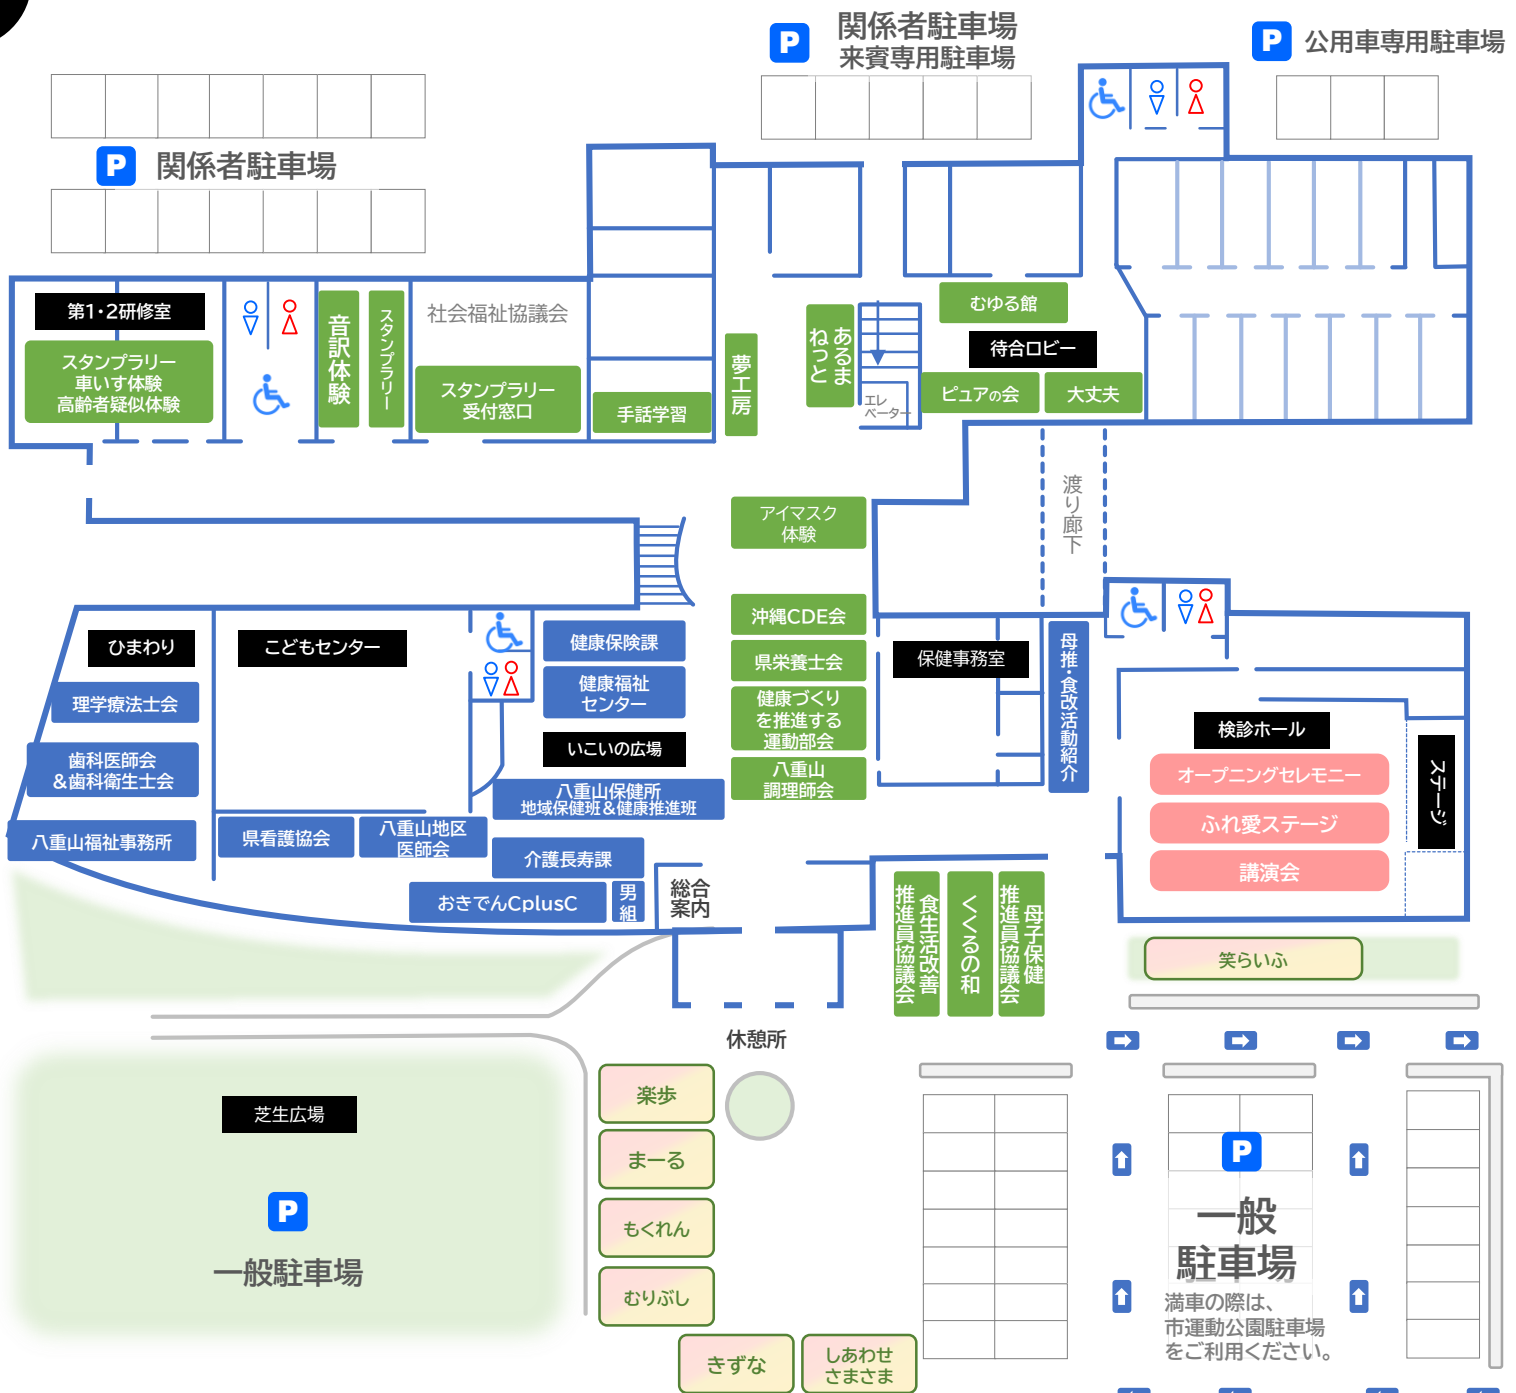 P
関係者駐車場
来賓専用駐車場
P
公用車専用駐車場
P
関係者駐車場
第1・2研修室
スタンプラリー
車いす体験
高齢者疑似体験
音訳体験
スタンプラリー
社会福祉協議会
スタンプラリー
受付窓口
手話学習
夢工房
あるま
ねっと
エレ
ベーター
むゆる館
待合ロビー
ピュアの会
大丈夫
渡り廊下
アイマスク
体験
沖縄CDE会
県栄養士会
健康づくり
を推進する
運動部会
八重山
調理師会
保健事務室
母推・食改活動紹介
ひまわり
理学療法士会
歯科医師会
&歯科衛生士会
八重山福祉事務所
こどもセンター
県看護協会
八重山地区
医師会
健康保険課
健康福祉
センター
いこいの広場
八重山保健所
地域保健班&健康推進班
介護長寿課
おきでんCplusC
男
組
総合
案内
食生活改善
推進員協議会
くくるの和
母子保健
推進員協議会
検診ホール
オープニングセレモニー
ふれ愛ステージ
講演会
ステージ
笑らいふ
休憩所
楽歩
まーる
もくれん
むりぶし
きずな
しあわせ
さまさま
芝生広場
P
一般駐車場
P
一般
駐車場
満車の際は、
市運動公園駐車場
をご利用ください。